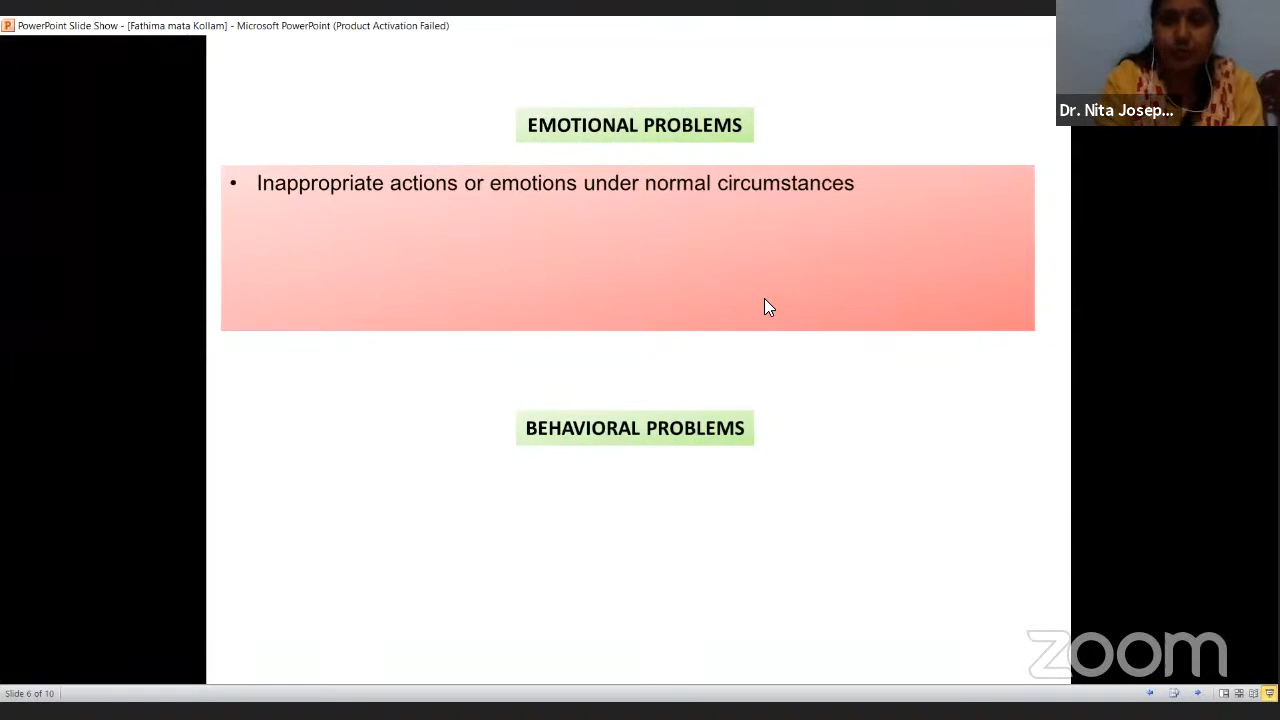 PowerPoint Slide Show - [Fathima mata Kollam] - Microsoft PowerPoint (Product Activation Failed)
Dr. Nita Josep...
EMOTIONAL PROBLEMS
• Inappropriate actions or emotions under normal circumstances
BEHAVIORAL PROBLEMS
zoom
Slide 6 of 10